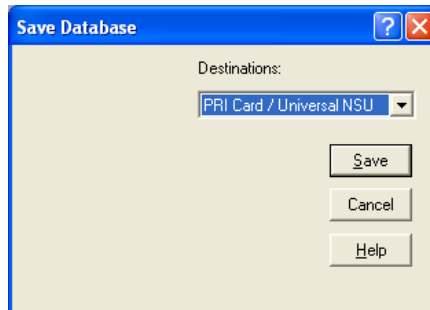 Save Database
Destinations:
PRI Card / Universal NSU
Save
Cancel
Help